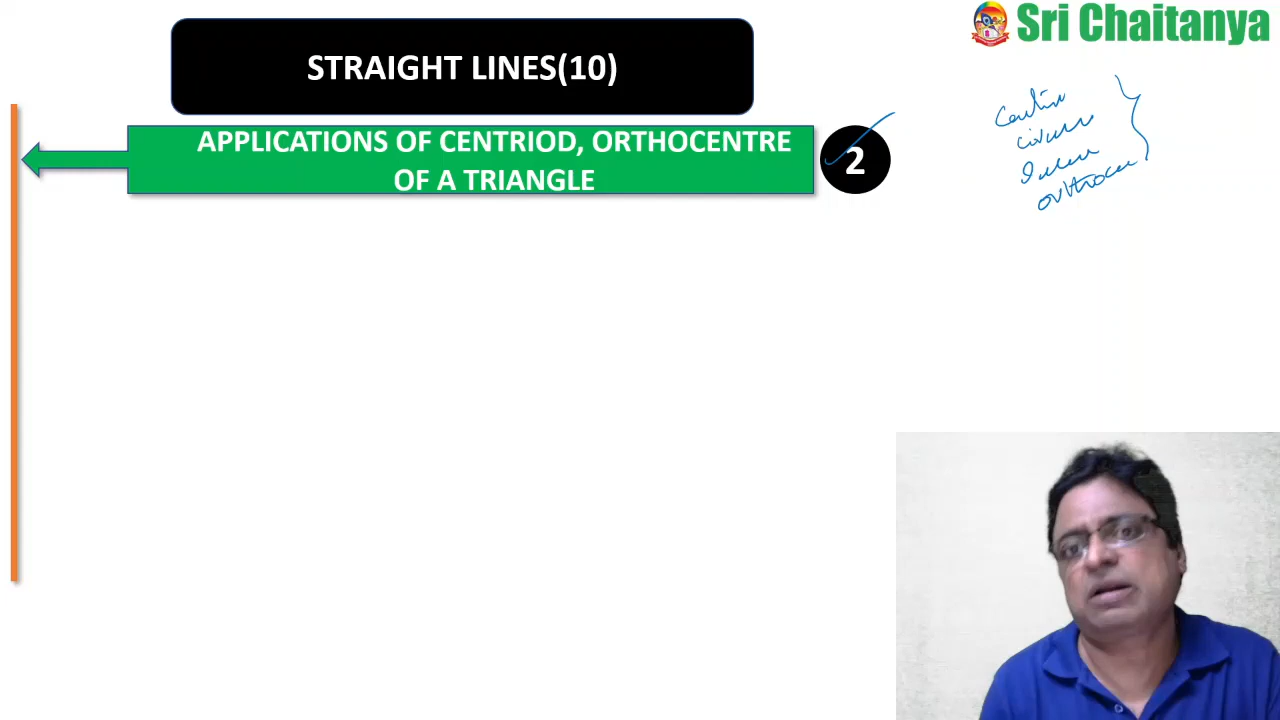 Sri Chaitanya
STRAIGHT LINES(10)
APPLICATIONS OF CENTRIOD, ORTHOCENTRE
OF A TRIANGLE
2